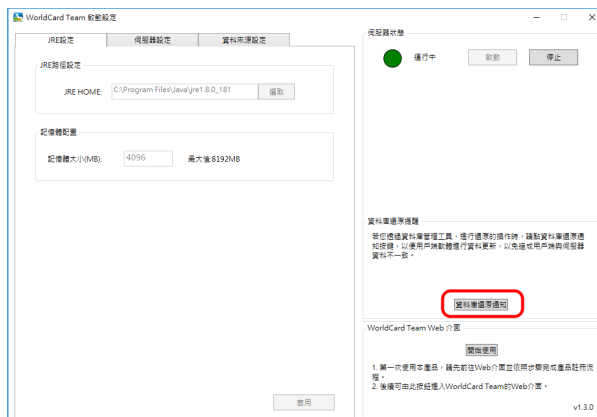 WorldCard Team 啟動設定
JRE設定
伺服器設定
資料來源設定
JRE路徑設定
JRE HOME:
C:\Program Files\Java\jre1.8.0_181
選取
記憶體配置
記憶體大小(MB):
4096
最大值:8192MB
套用
伺服器狀態
運行中
啟動
停止
資料庫還原提醒
若您透過資料庫管理工具，進行還原的操作時，請點資料庫還原通
知按鍵，以便用戶端軟體進行資料更新，以免造成用戶端與伺服器
資料不一致。
資料庫還原通知
WorldCard Team Web 介面
開始使用
1. 第一次使用本產品，請先前往Web介面並依照步驟完成產品註冊流
程。
2. 後續可由此按鈕進入WorldCard Team的Web介面。
v1.3.0